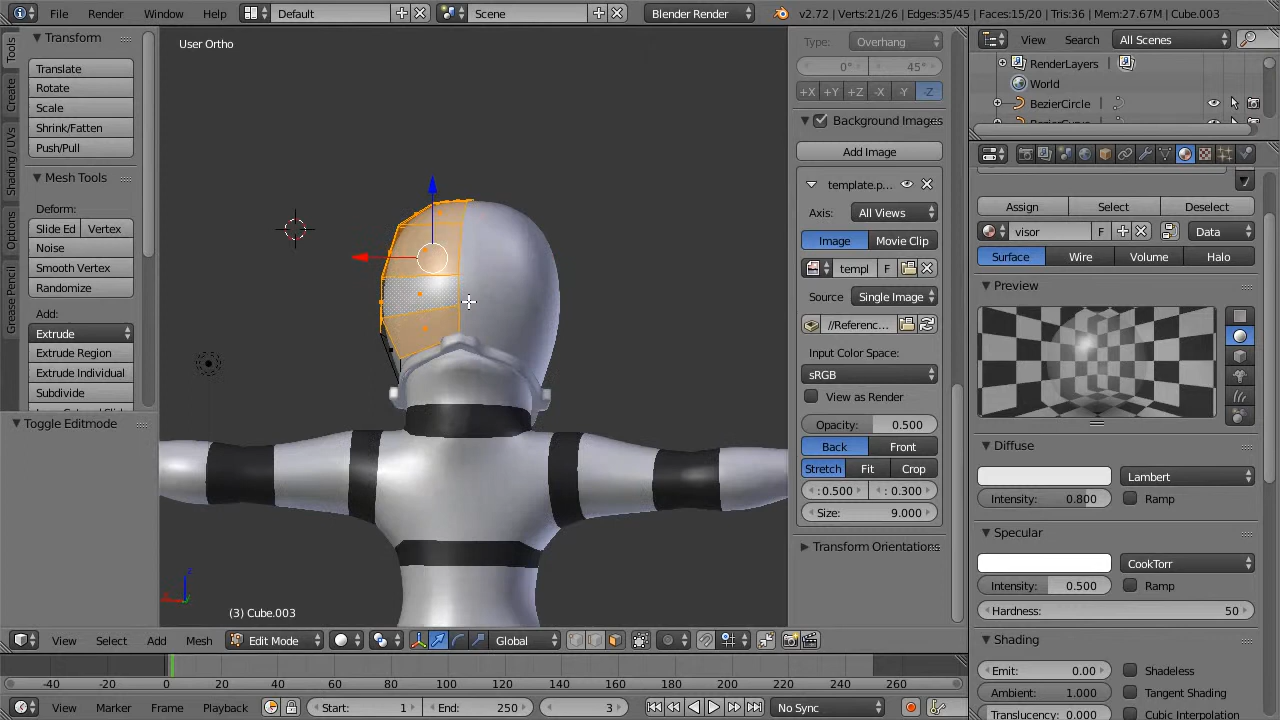 File Render Window Help Default Scene Blender Render v2.72 | Verts:21/26 | Edges:35/45 | Faces:15/20 | Tris:36 | Mem:27.67M | Cube.003
Tools
Create
Shading / UVs
Options
Grease Pencil
Transform
Translate
Rotate
Scale
Shrink/Fatten
Push/Pull
Mesh Tools
Deform:
Slide Ed Vertex
Noise
Smooth Vertex
Randomize
Add:
Extrude
Extrude Region
Extrude Individual
Subdivide
Toggle Editmode
User Ortho
(3) Cube.003
View Select Add Mesh Edit Mode Global
Type: Overhang
0° 45°
+X +Y +Z -X -Y -Z
Background Images
Add Image
template.p...
Axis: All Views
Image Movie Clip
templ F
Source Single Image
//Referenc...
Input Color Space:
sRGB
View as Render
Opacity: 0.500
Back Front
Stretch Fit Crop
: 0.500 : 0.300
Size: 9.000
Transform Orientations
View Search All Scenes
RenderLayers
World
BezierCircle
Assign Select Deselect
visor F Data
Surface Wire Volume Halo
Preview
Diffuse
Lambert
Intensity: 0.800 Ramp
Specular
CookTorr
Intensity: 0.500 Ramp
Hardness: 50
Shading
Emit: 0.00 Shadeless
Ambient: 1.000 Tangent Shading
Translucency: 0.000 Cubic Interpolation
-40 -20 0 20 40 60 80 100 120 140 160 180 200 220 240 260
View Marker Frame Playback Start: 1 End: 250 3 No Sync